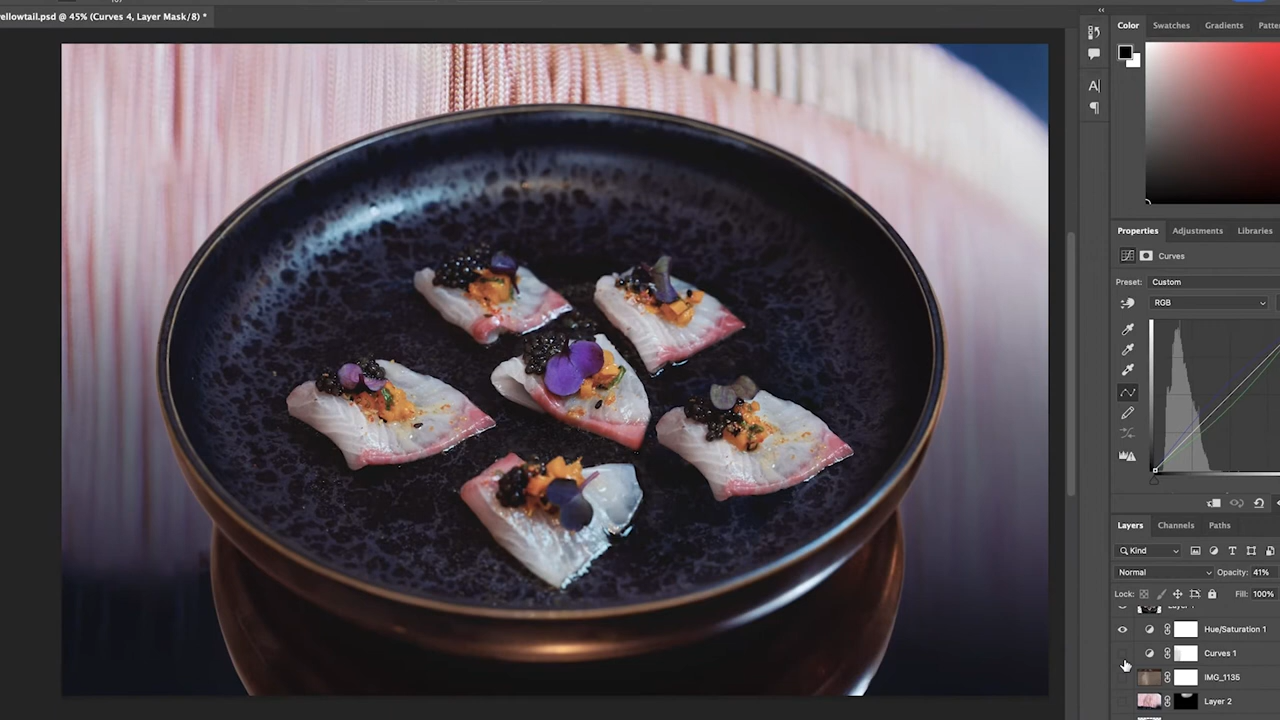 ellowtail.psd @ 45% (Curves 4, Layer Mask/8) *
Color Swatches Gradients
A
¶
Properties Adjustments Libraries
Curves
Preset: Custom
RGB
Layers Channels Paths
Kind T
Normal Opacity: 41%
Lock: Fill: 100%
Hue/Saturation 1
Curves 1
IMG_1135
Layer 2